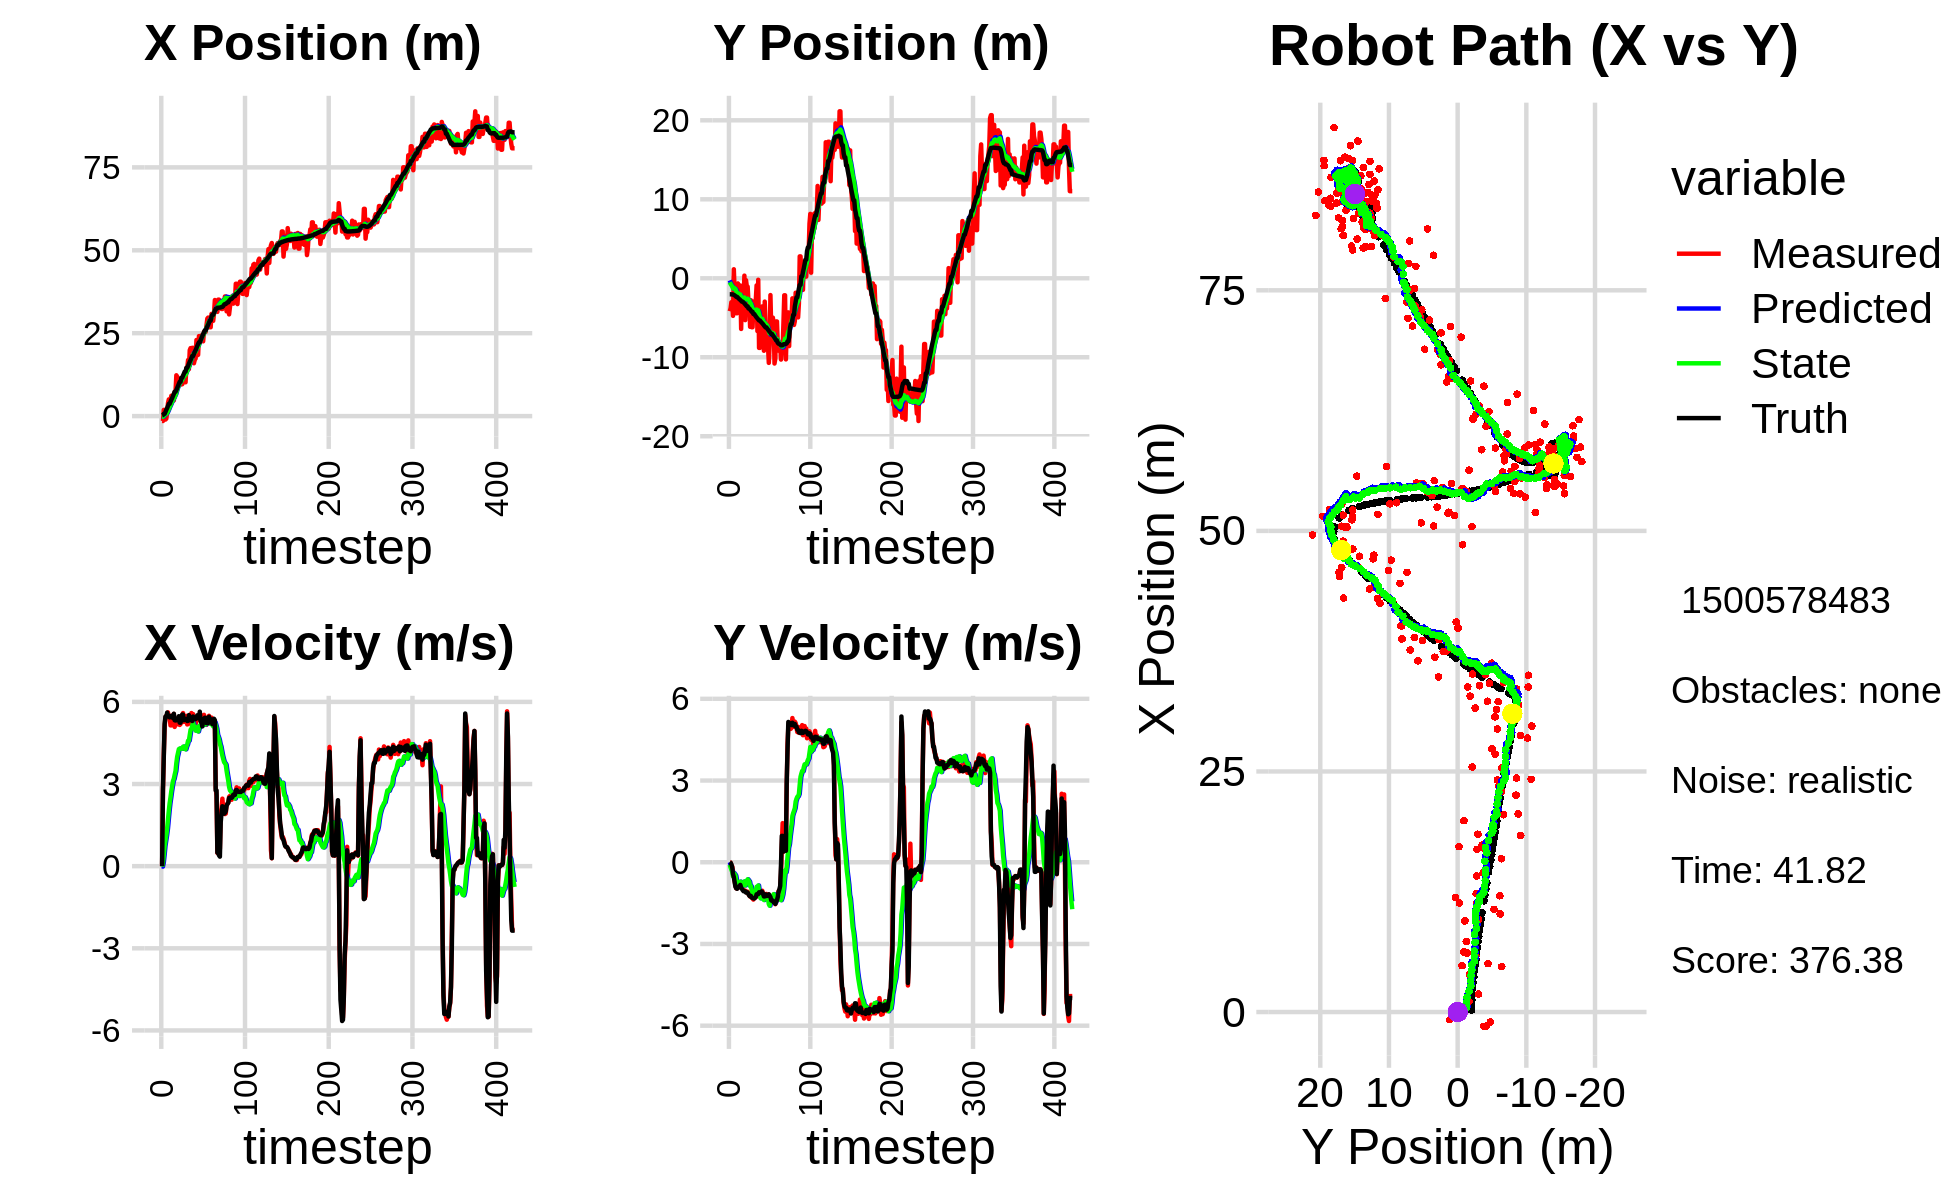 X Position (m)
75
50
25
0
0
100
200
300
400
timestep
Y Position (m)
20
10
0
-10
-20
0
100
200
300
400
timestep
X Velocity (m/s)
6
3
0
-3
-6
0
100
200
300
400
timestep
Y Velocity (m/s)
6
3
0
-3
-6
0
100
200
300
400
timestep
Robot Path (X vs Y)
X Position (m)
75
50
25
0
20 10 0 -10 -20
Y Position (m)
variable
Measured
Predicted
State
Truth
1500578483
Obstacles: none
Noise: realistic
Time: 41.82
Score: 376.38